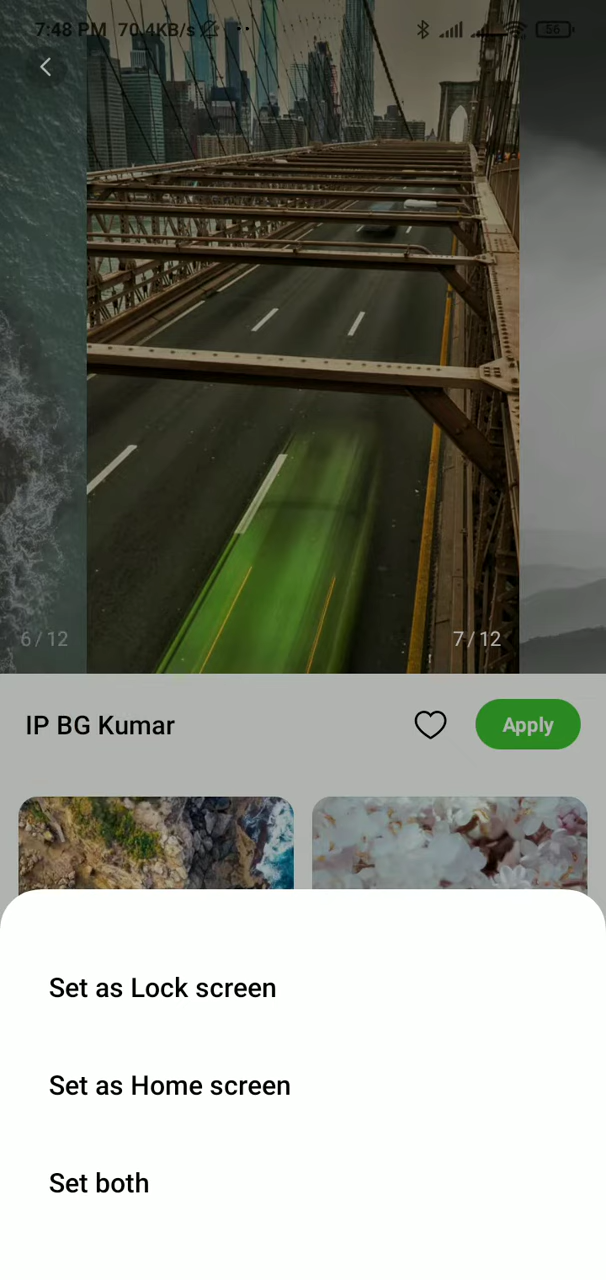 7:48 PM 70.4KB/s
56
6/12
7/12
IP BG Kumar
Apply
Set as Lock screen
Set as Home screen
Set both